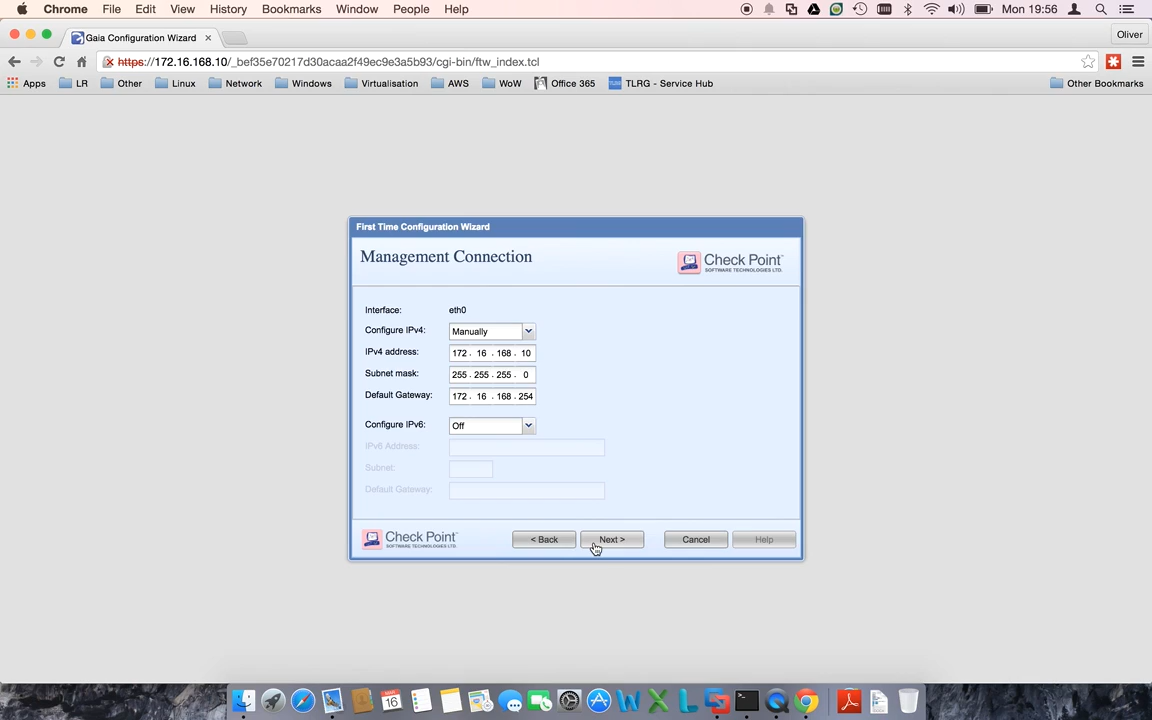 Chrome File Edit View History Bookmarks Window People Help Mon 19:56
Gaia Configuration Wizard Oliver
https://172.16.168.10/_bef35e70217d30acaa2f49ec9e3a5b93/cgi-bin/ftw_index.tcl
Apps LR Other Linux Network Windows Virtualisation AWS WoW Office 365 TLRG - Service Hub Other Bookmarks
First Time Configuration Wizard
Management Connection
Check Point
SOFTWARE TECHNOLOGIES LTD.
Interface: eth0
Configure IPv4: Manually
IPv4 address: 172 . 16 . 168 . 10
Subnet mask: 255 . 255 . 255 . 0
Default Gateway: 172 . 16 . 168 . 254
Configure IPv6: Off
IPv6 Address:
Subnet:
Default Gateway:
Check Point
SOFTWARE TECHNOLOGIES LTD.
< Back Next > Cancel Help
16